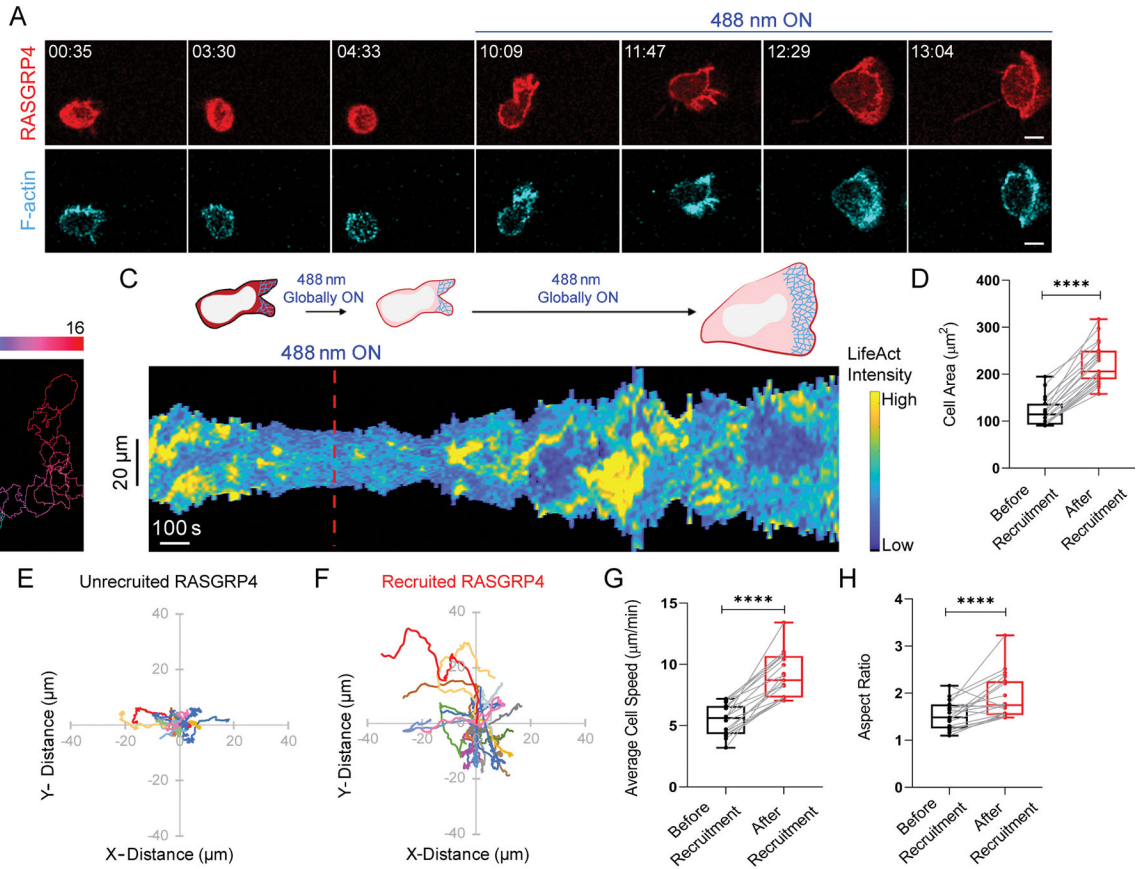 A
488 nm ON
RASGRP4
00:35
03:30
04:33
10:09
11:47
12:29
13:04
F-actin
16
C
488 nm
Globally ON
488 nm
Globally ON
488 nm ON
20 µm
100 s
LifeAct
Intensity
High
Low
D
****
Cell Area (µm²)
400
300
200
100
0
Before
Recruitment
After
Recruitment
E
Unrecruited RASGRP4
Y- Distance (µm)
40
20
-20
-40
-40
-20
0
20
40
X-Distance (µm)
F
Recruited RASGRP4
Y- Distance (µm)
40
20
-20
-40
-40
-20
0
20
40
X-Distance (µm)
G
****
Average Cell Speed (µm/min)
15
10
5
0
Before
Recruitment
After
Recruitment
H
****
Aspect Ratio
4
3
2
1
0
Before
Recruitment
After
Recruitment